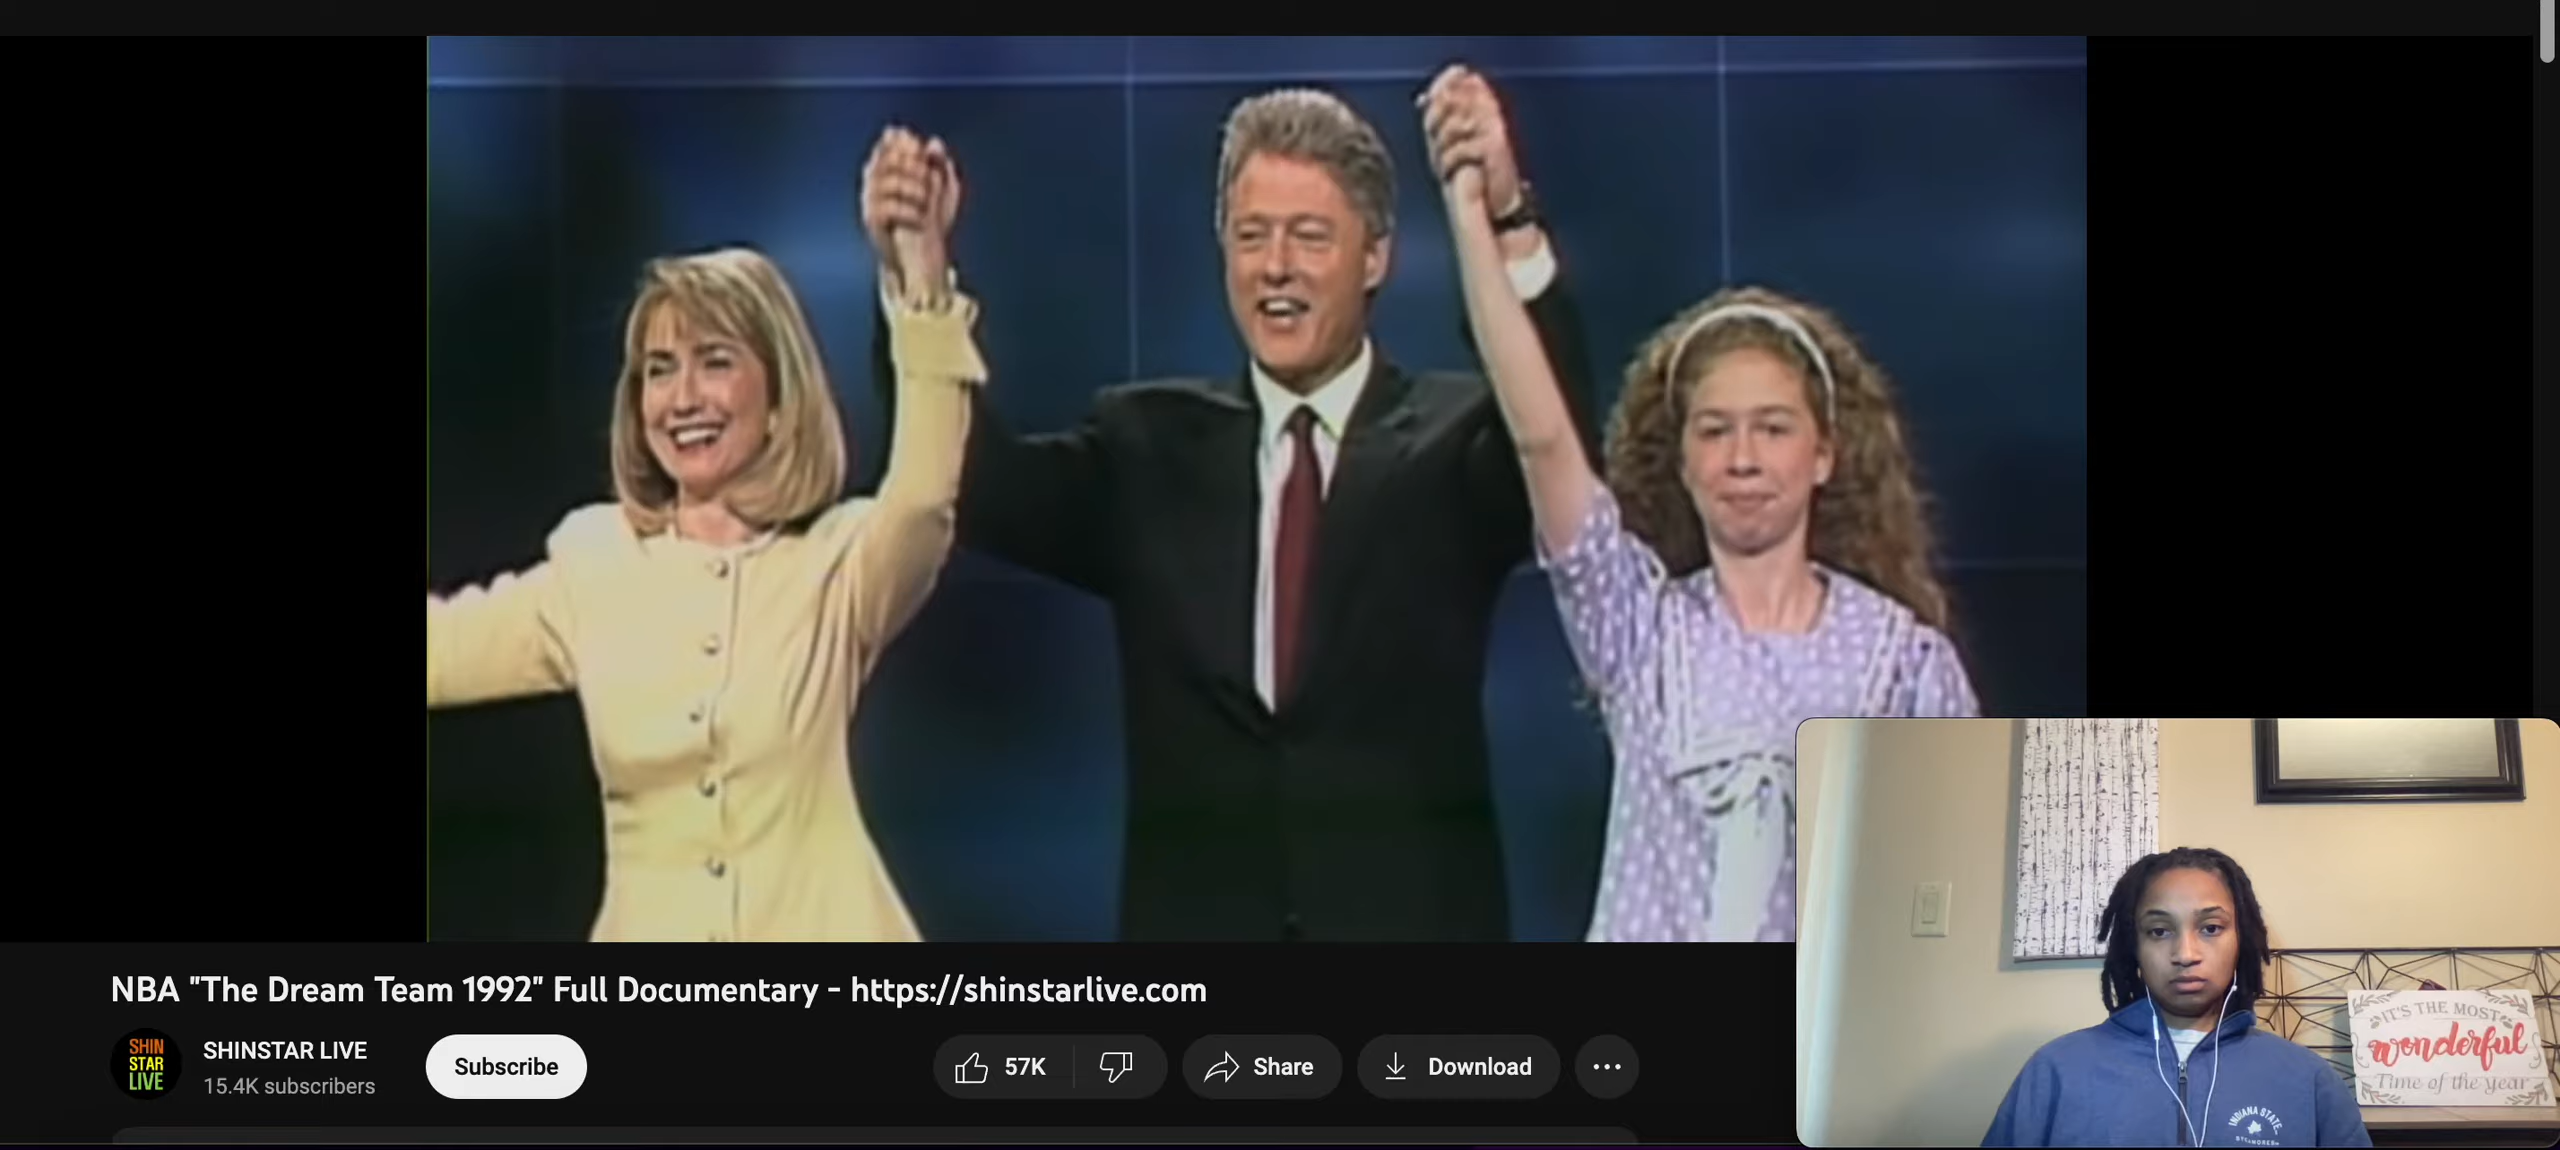 NBA "The Dream Team 1992" Full Documentary - https://shinstarlive.com
SHIN
STAR
LIVE
SHINSTAR LIVE
15.4K subscribers
Subscribe
57K
Share
Download
IT'S THE MOST
wonderful
Time of the year
INDIANA STATE
SYCAMORES